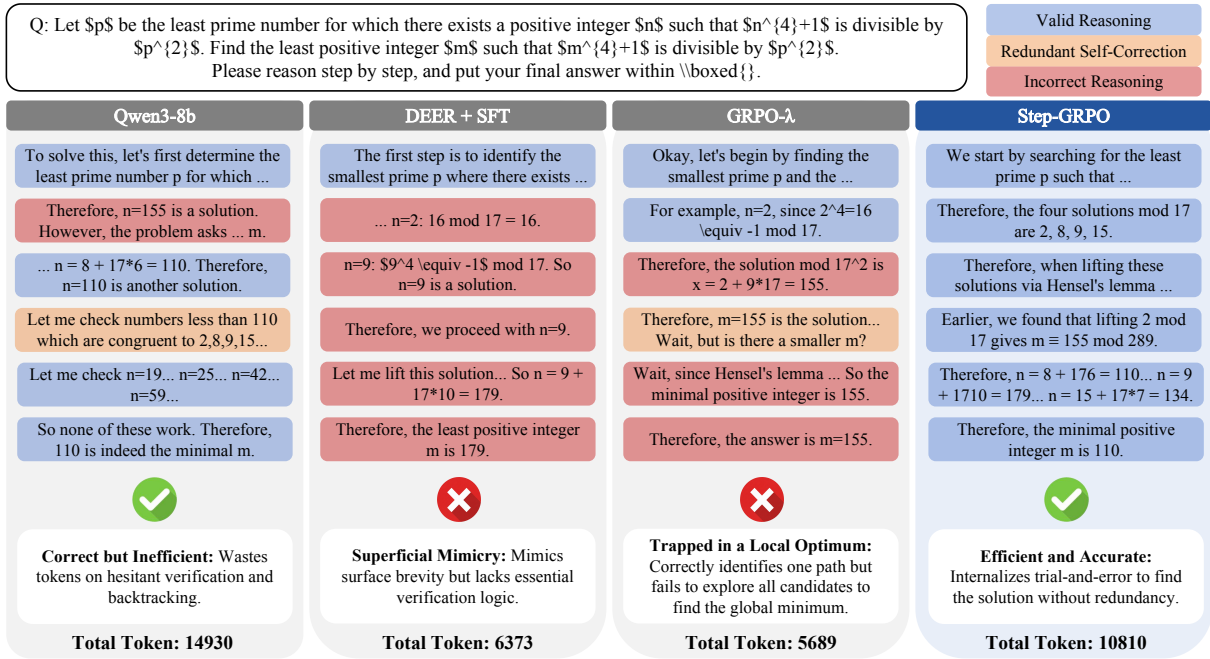 Q: Let $p$ be the least prime number for which there exists a positive integer $n$ such that $n^{4}+1$ is divisible by
$p^{2}$. Find the least positive integer $m$ such that $m^{4}+1$ is divisible by $p^{2}$.
Please reason step by step, and put your final answer within \\boxed{}.
Valid Reasoning
Redundant Self-Correction
Incorrect Reasoning
Qwen3-8b
To solve this, let's first determine the
least prime number p for which ...
Therefore, n=155 is a solution.
However, the problem asks ... m.
... n = 8 + 17*6 = 110. Therefore,
n=110 is another solution.
Let me check numbers less than 110
which are congruent to 2,8,9,15...
Let me check n=19... n=25... n=42...
n=59...
So none of these work. Therefore,
110 is indeed the minimal m.
Correct but Inefficient: Wastes
tokens on hesitant verification and
backtracking.
Total Token: 14930
DEER + SFT
The first step is to identify the
smallest prime p where there exists ...
... n=2: 16 mod 17 = 16.
n=9: $9^4 \equiv -1$ mod 17. So
n=9 is a solution.
Therefore, we proceed with n=9.
Let me lift this solution... So n = 9 +
17*10 = 179.
Therefore, the least positive integer
m is 179.
Superficial Mimicry: Mimics
surface brevity but lacks essential
verification logic.
Total Token: 6373
GRPO-λ
Okay, let's begin by finding the
smallest prime p and the ...
For example, n=2, since 2^4=16
\equiv -1 mod 17.
Therefore, the solution mod 17^2 is
x = 2 + 9*17 = 155.
Therefore, m=155 is the solution...
Wait, but is there a smaller m?
Wait, since Hensel's lemma ... So the
minimal positive integer is 155.
Therefore, the answer is m=155.
Trapped in a Local Optimum:
Correctly identifies one path but
fails to explore all candidates to
find the global minimum.
Total Token: 5689
Step-GRPO
We start by searching for the least
prime p such that ...
Therefore, the four solutions mod 17
are 2, 8, 9, 15.
Therefore, when lifting these
solutions via Hensel's lemma ...
Earlier, we found that lifting 2 mod
17 gives m ≡ 155 mod 289.
Therefore, n = 8 + 176 = 110... n = 9
+ 1710 = 179... n = 15 + 17*7 = 134.
Therefore, the minimal positive
integer m is 110.
Efficient and Accurate:
Internalizes trial-and-error to find
the solution without redundancy.
Total Token: 10810